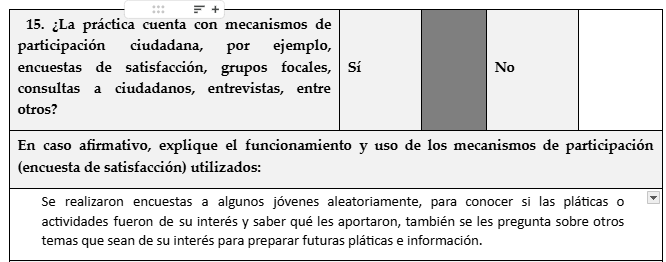 15. ¿La práctica cuenta con mecanismos de
participación ciudadana, por ejemplo,
encuestas de satisfacción, grupos focales,
consultas a ciudadanos, entrevistas, entre
otros?
Sí
No
En caso afirmativo, explique el funcionamiento y uso de los mecanismos de participación
(encuesta de satisfacción) utilizados:
Se realizaron encuestas a algunos jóvenes aleatoriamente, para conocer si las pláticas o
actividades fueron de su interés y saber qué les aportaron, también se les pregunta sobre otros
temas que sean de su interés para preparar futuras pláticas e información.